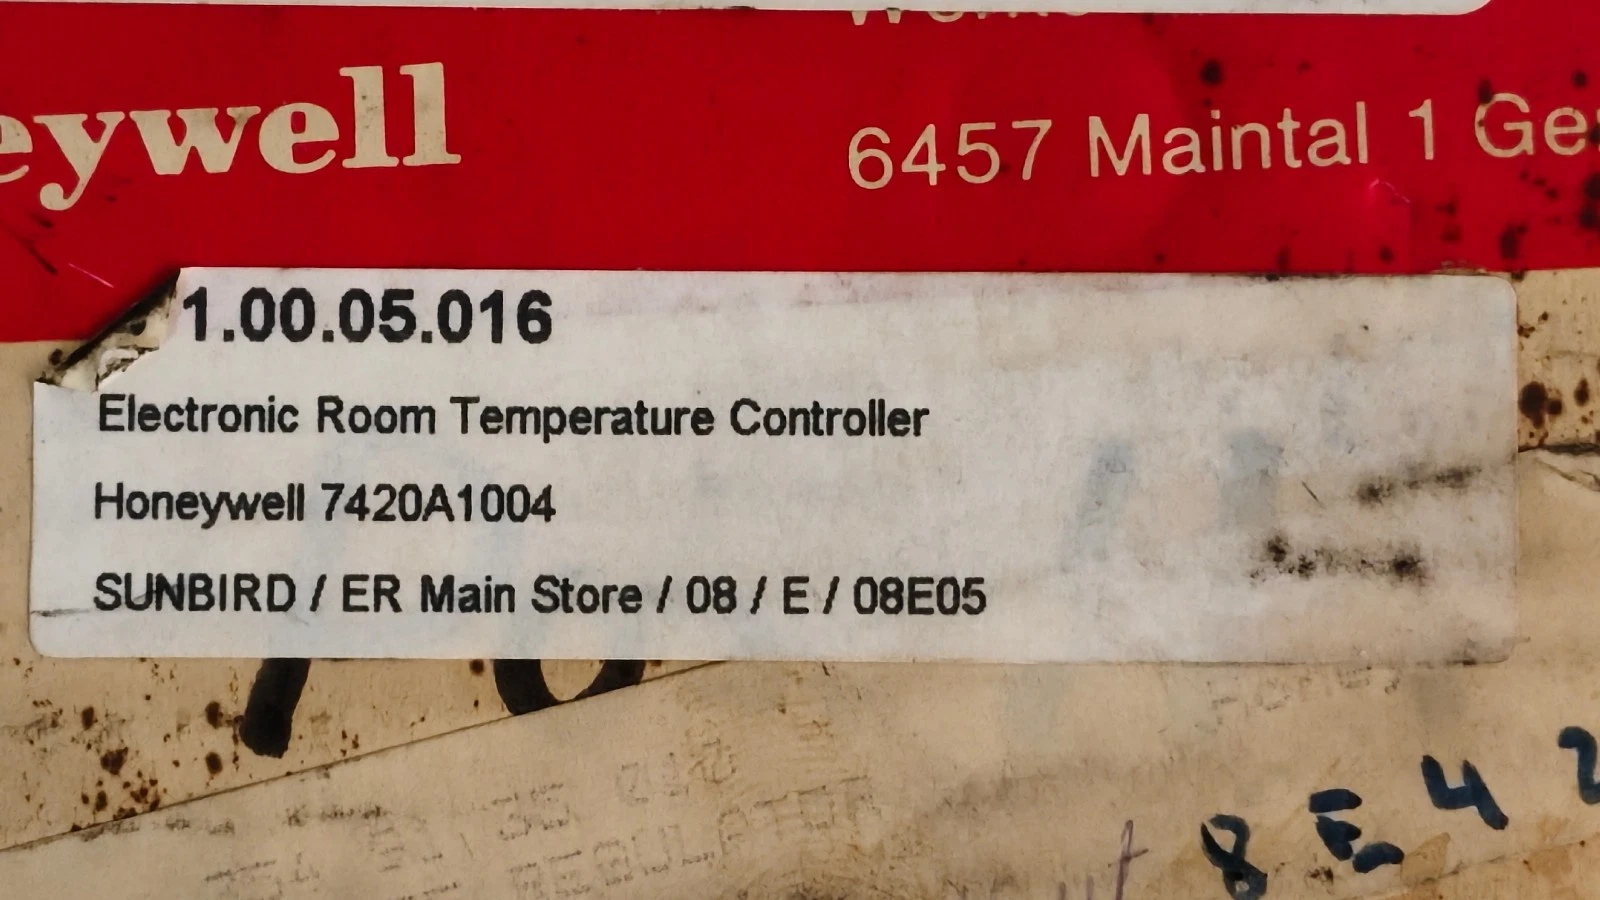 eywell
6457 Maintal 1 Ge
1.00.05.016
Electronic Room Temperature Controller
Honeywell 7420A1004
SUNBIRD / ER Main Store / 08 / E / 08E05
8E42